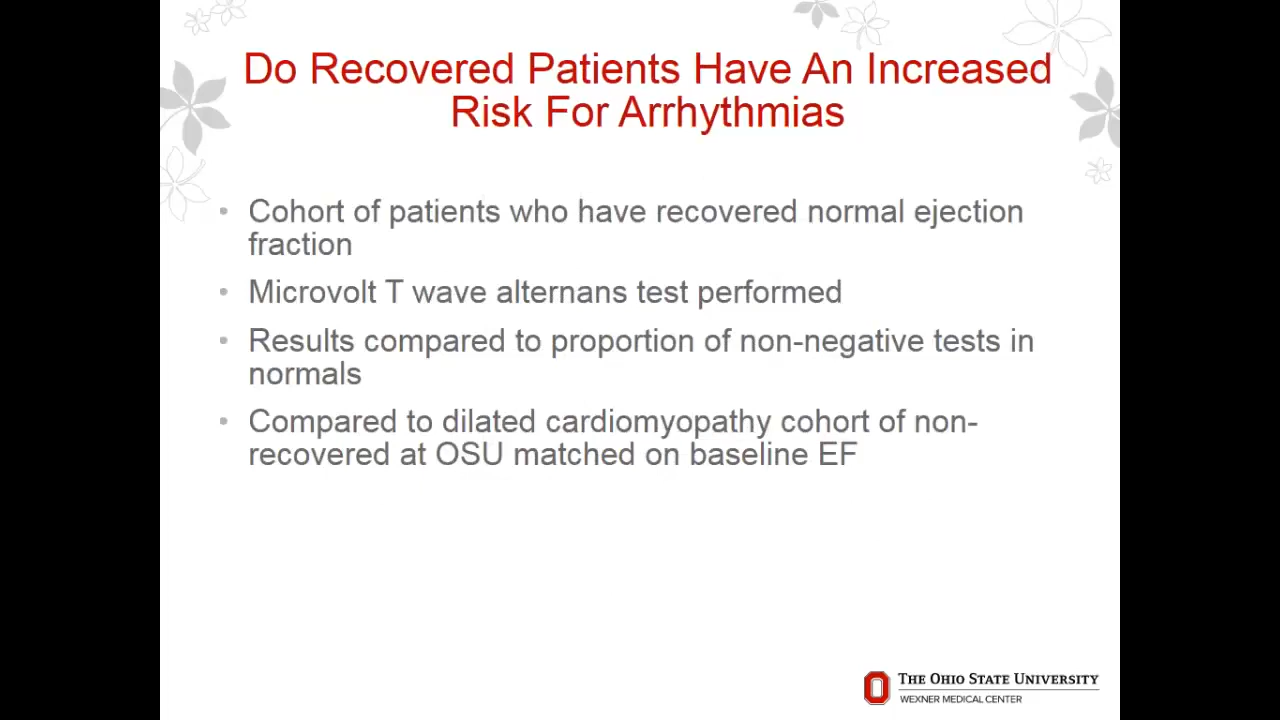 Do Recovered Patients Have An Increased
Risk For Arrhythmias
• Cohort of patients who have recovered normal ejection
fraction
• Microvolt T wave alternans test performed
• Results compared to proportion of non-negative tests in
normals
• Compared to dilated cardiomyopathy cohort of non-
recovered at OSU matched on baseline EF
THE OHIO STATE UNIVERSITY
WEXNER MEDICAL CENTER